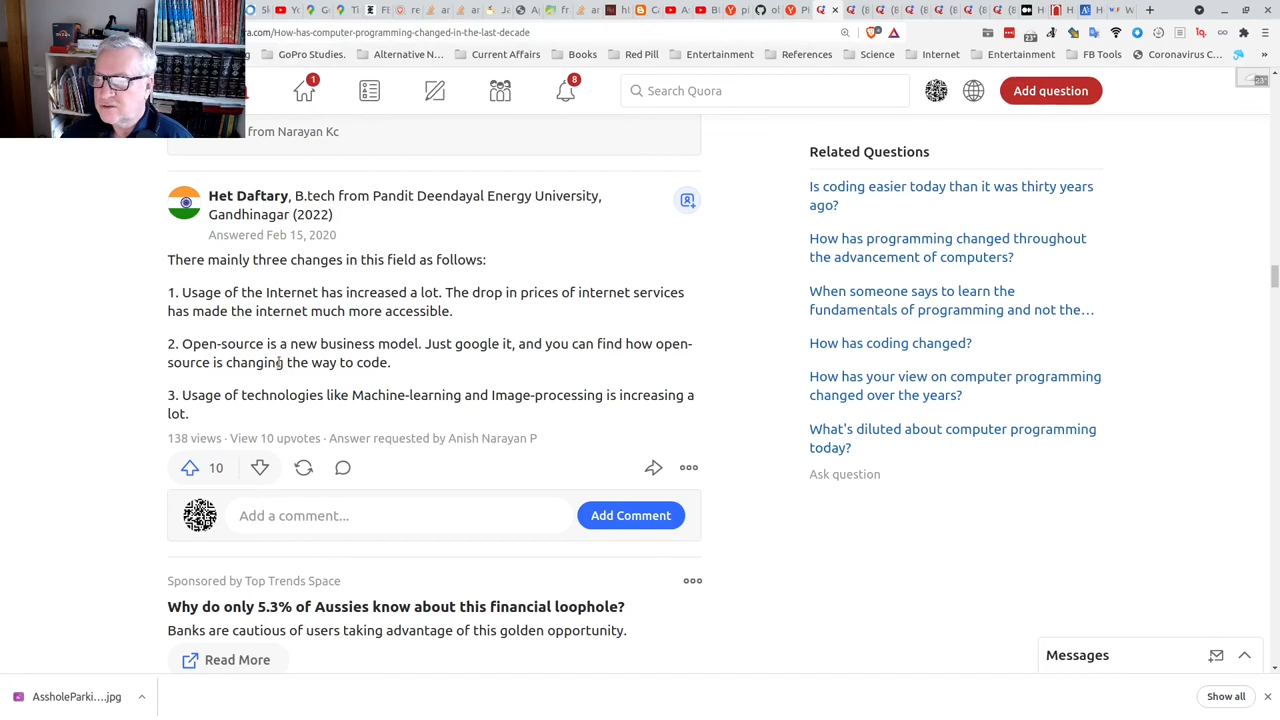 ra.com/How-has-computer-programming-changed-in-the-last-decade
GoPro Studies.
Alternative N...
Current Affairs
Books
Red Pill
Entertainment
References
Science
Internet
Entertainment
FB Tools
Coronavirus C...
»
1
8
Search Quora
Add question
23°
from Narayan Kc
Het Daftary, B.tech from Pandit Deendayal Energy University,
Gandhinagar (2022)
Answered Feb 15, 2020
There mainly three changes in this field as follows:
1. Usage of the Internet has increased a lot. The drop in prices of internet services
has made the internet much more accessible.
2. Open-source is a new business model. Just google it, and you can find how open-
source is changing the way to code.
3. Usage of technologies like Machine-learning and Image-processing is increasing a
lot.
138 views · View 10 upvotes · Answer requested by Anish Narayan P
10
Add a comment...
Add Comment
Sponsored by Top Trends Space
Why do only 5.3% of Aussies know about this financial loophole?
Banks are cautious of users taking advantage of this golden opportunity.
Read More
Related Questions
Is coding easier today than it was thirty years
ago?
How has programming changed throughout
the advancement of computers?
When someone says to learn the
fundamentals of programming and not the...
How has coding changed?
How has your view on computer programming
changed over the years?
What's diluted about computer programming
today?
Ask question
Messages
AssholeParki....jpg
Show all